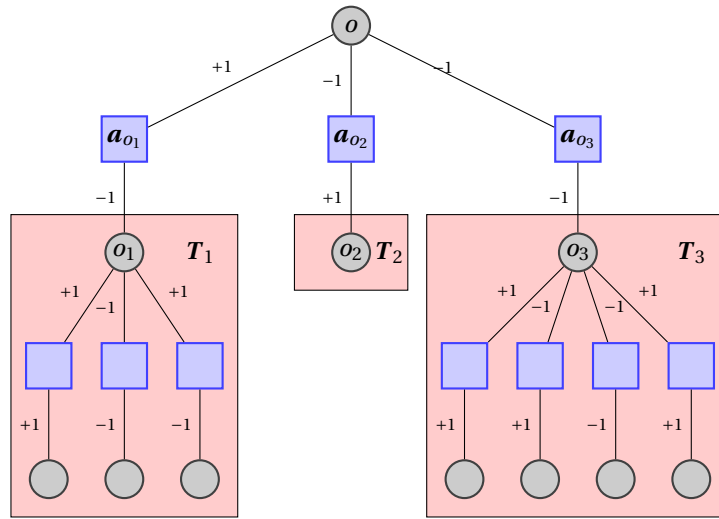 o
+1 −1 −1
a_{o_1} a_{o_2} a_{o_3}
−1 +1 −1
o_1 T_1 o_2 T_2 o_3 T_3
+1 −1 +1 +1 −1 −1 +1
+1 −1 −1 +1 +1 −1 +1